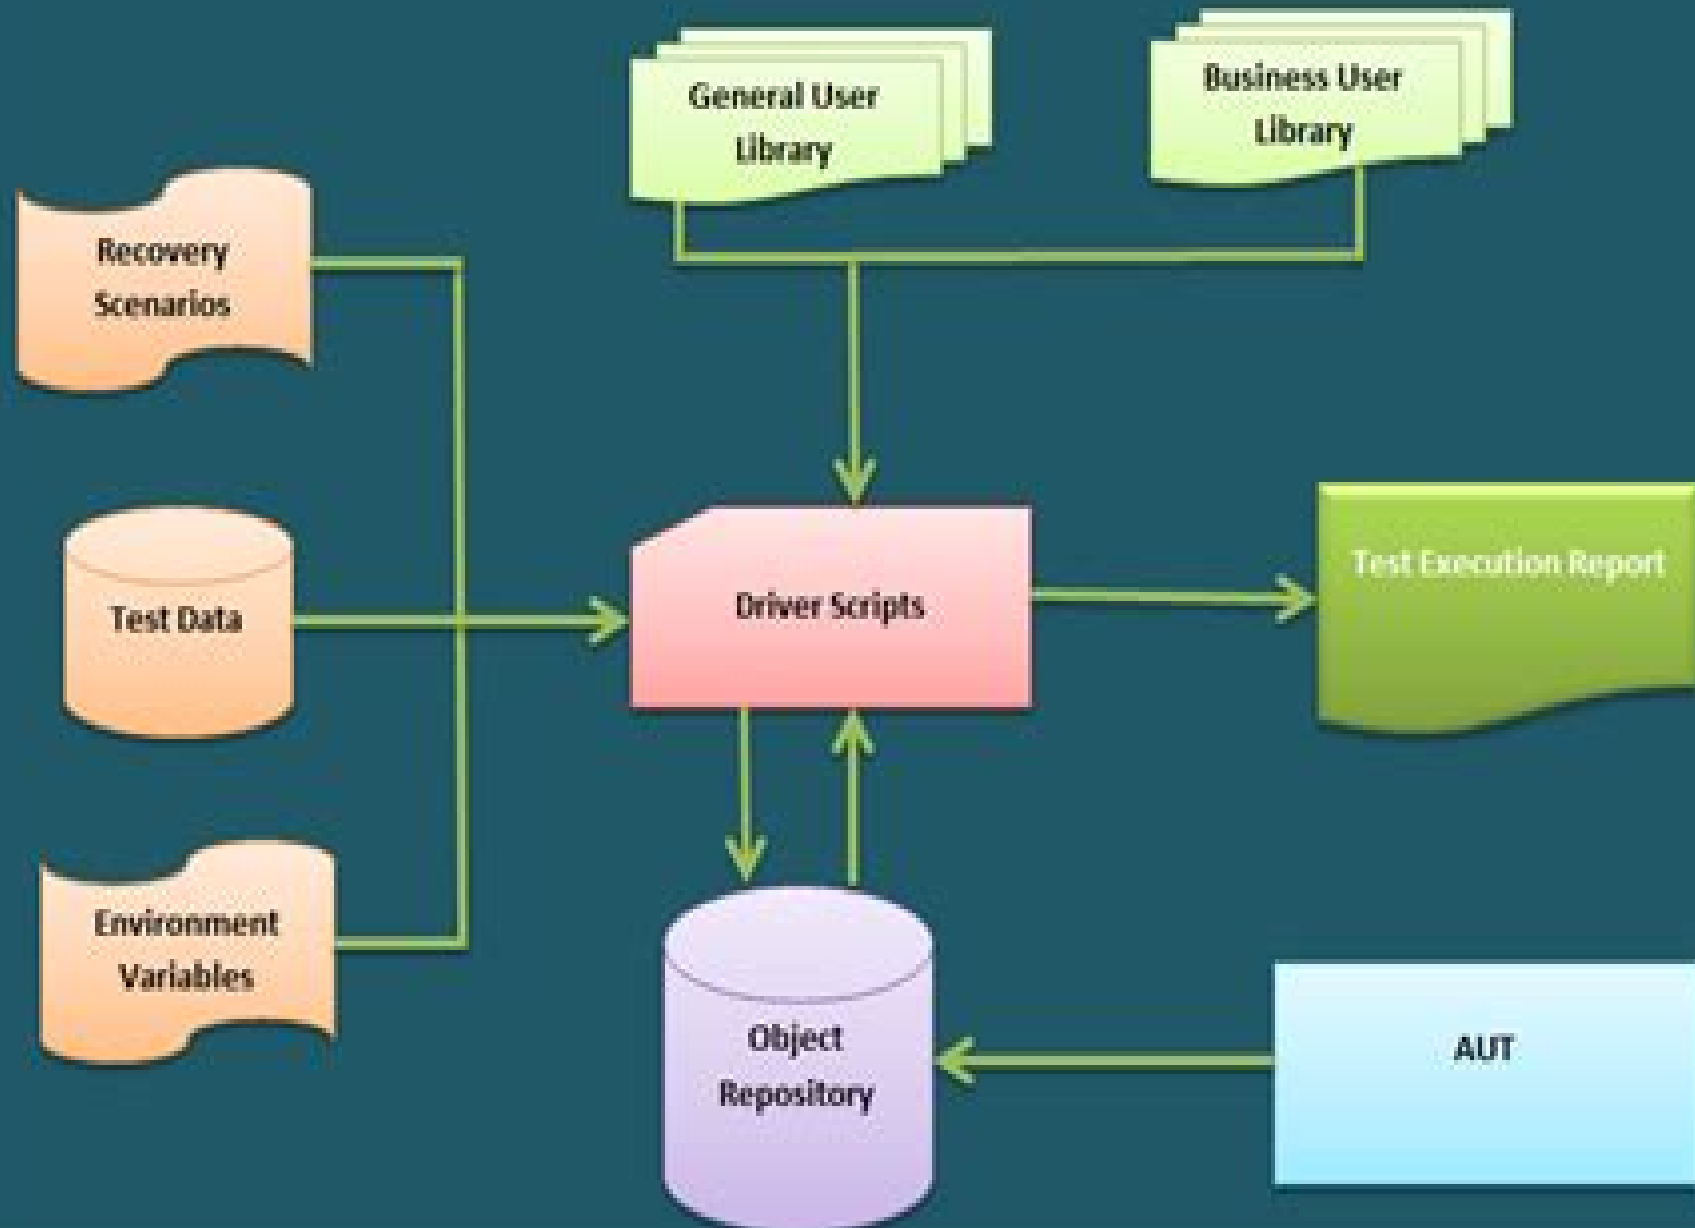 General User
Library
Business User
Library
Recovery
Scenarios
Test Data
Driver Scripts
Test Execution Report
Environment
Variables
Object
Repository
AUT